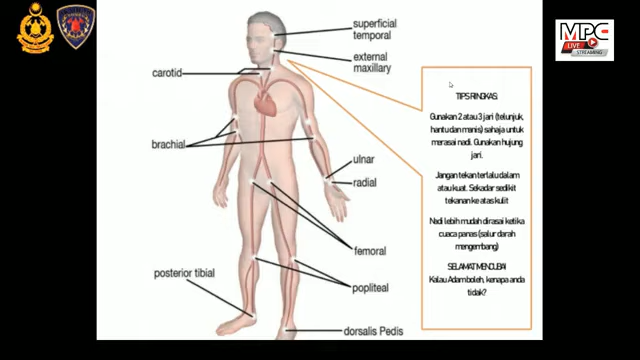 MPC
LIVE
STREAMING
superficial
temporal
external
maxillary
carotid
brachial
ulnar
radial
femoral
posterior tibial
popliteal
dorsalis Pedis
TIPS RINGKAS:
Gunakan 2 atau 3 jari (telunjuk,
hantu dan manis) sahaja untuk
merasai nadi. Gunakan hujung
jari.
Jangan tekan terlalu dalam
atau kuat. Sekadar sedikit
tekanan ke atas kulit
Nadi lebih mudah dirasai ketika
cuaca panas (salur darah
mengembang)
SELAMAT MENCUBA!
Kalau Adam boleh, kenapa anda
tidak?